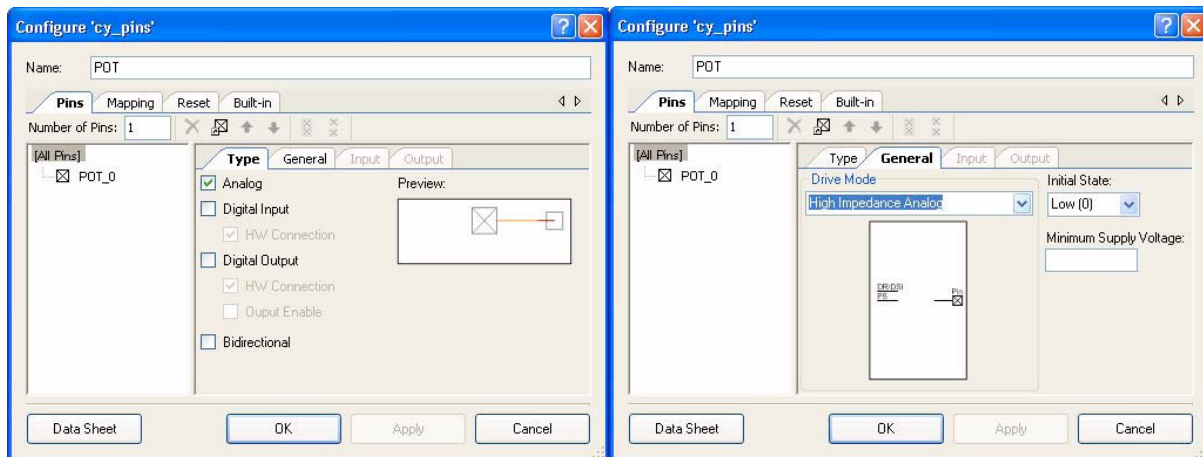 Configure 'cy_pins'
Name: POT
Pins Mapping Reset Built-in
Number of Pins: 1
[All Pins]
POT_0
Type General Input Output
Analog
Preview:
Digital Input
HW Connection
Digital Output
HW Connection
Ouput Enable
Bidirectional
Data Sheet OK Apply Cancel
Configure 'cy_pins'
Name: POT
Pins Mapping Reset Built-in
Number of Pins: 1
[All Pins]
POT_0
Type General Input Output
Drive Mode
High Impedance Analog
Initial State:
Low (0)
Minimum Supply Voltage:
DR/DSI
PS
Pin
Data Sheet OK Apply Cancel